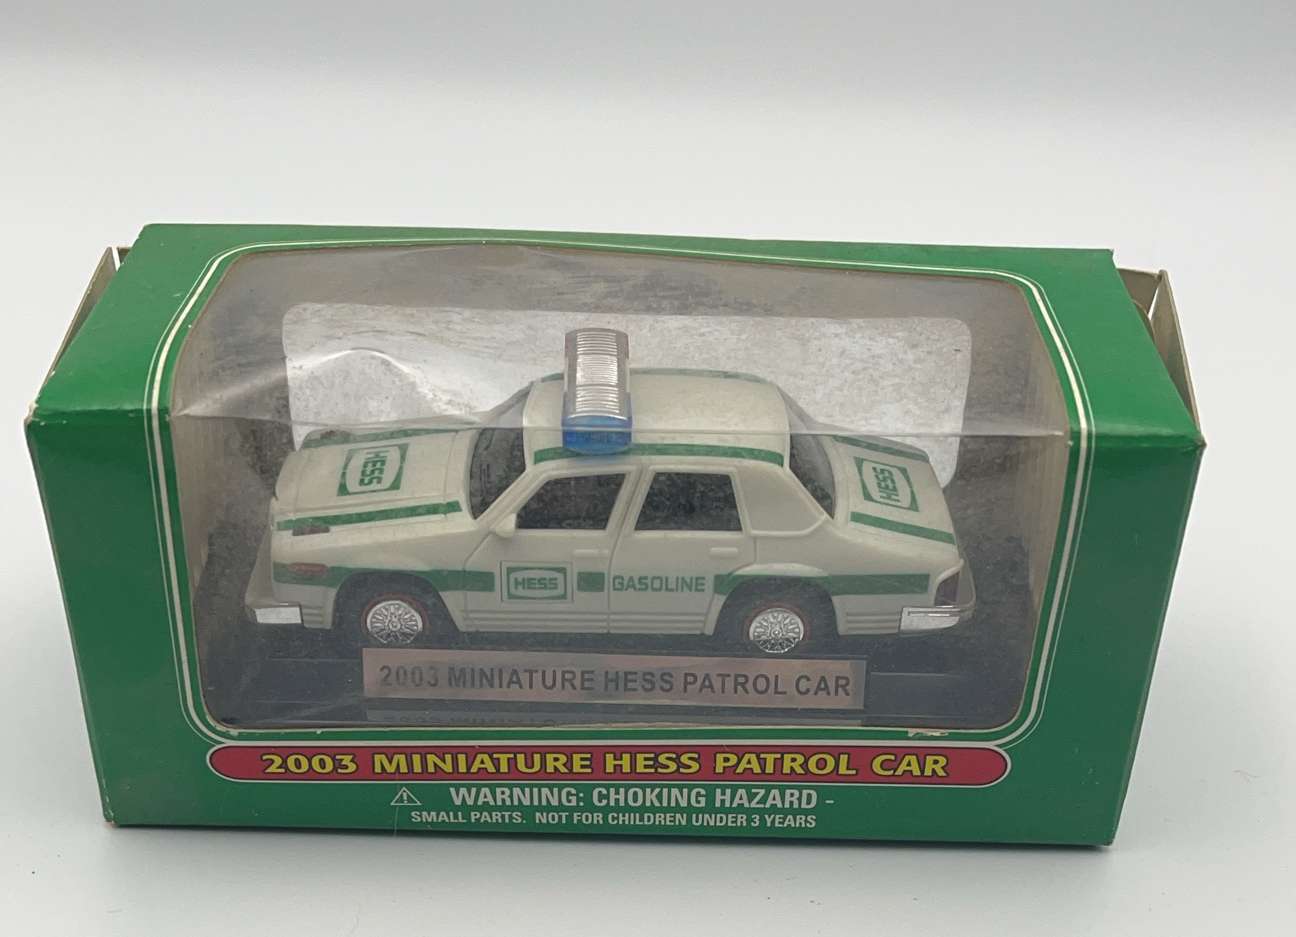 HESS
HESS
HESS GASOLINE
2003 MINIATURE HESS PATROL CAR
2003 MINIATURE HESS PATROL CAR
⚠ WARNING: CHOKING HAZARD -
SMALL PARTS. NOT FOR CHILDREN UNDER 3 YEARS